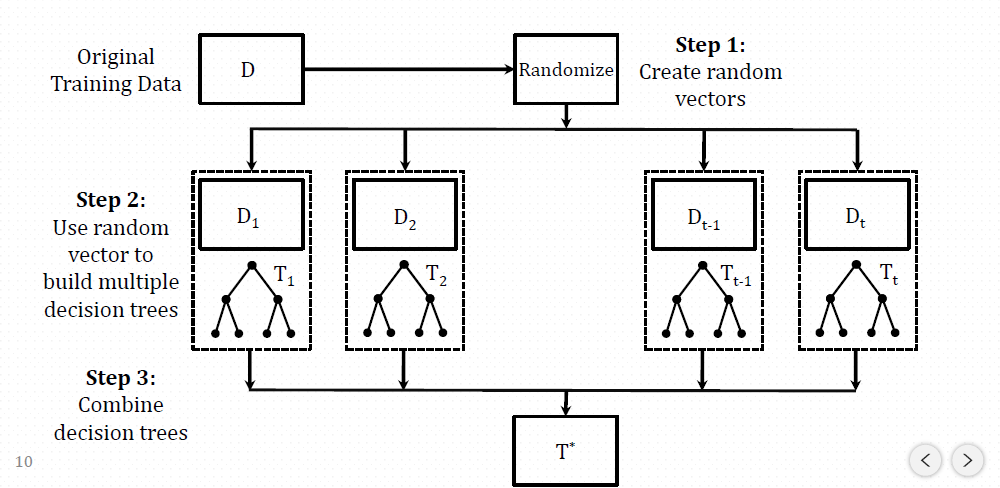 Original
Training Data
D
Randomize
Step 1:
Create random
vectors
Step 2:
Use random
vector to
build multiple
decision trees
D₁
D₂
Dₜ₋₁
Dₜ
T₁
T₂
Tₜ₋₁
Tₜ
Step 3:
Combine
decision trees
T*
10